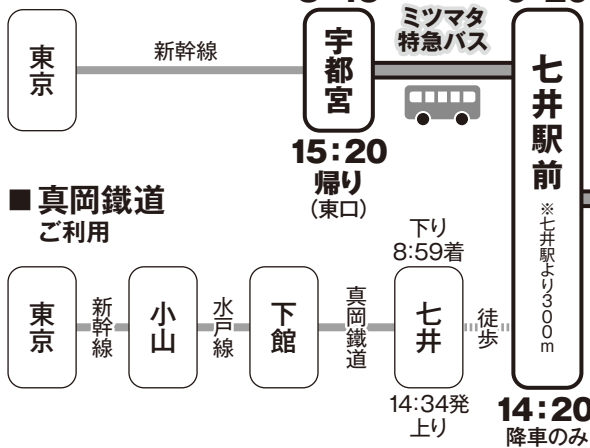 東京
新幹線
宇都宮
ミツマタ
特急バス
七井駅前
※七井駅より300m
15:20
帰り
(東口)
■真岡鐵道
ご利用
下り
8:59着
東京
新幹線
小山
水戸線
下館
真岡鐵道
七井
徒歩
14:34発
上り
14:20
降車のみ